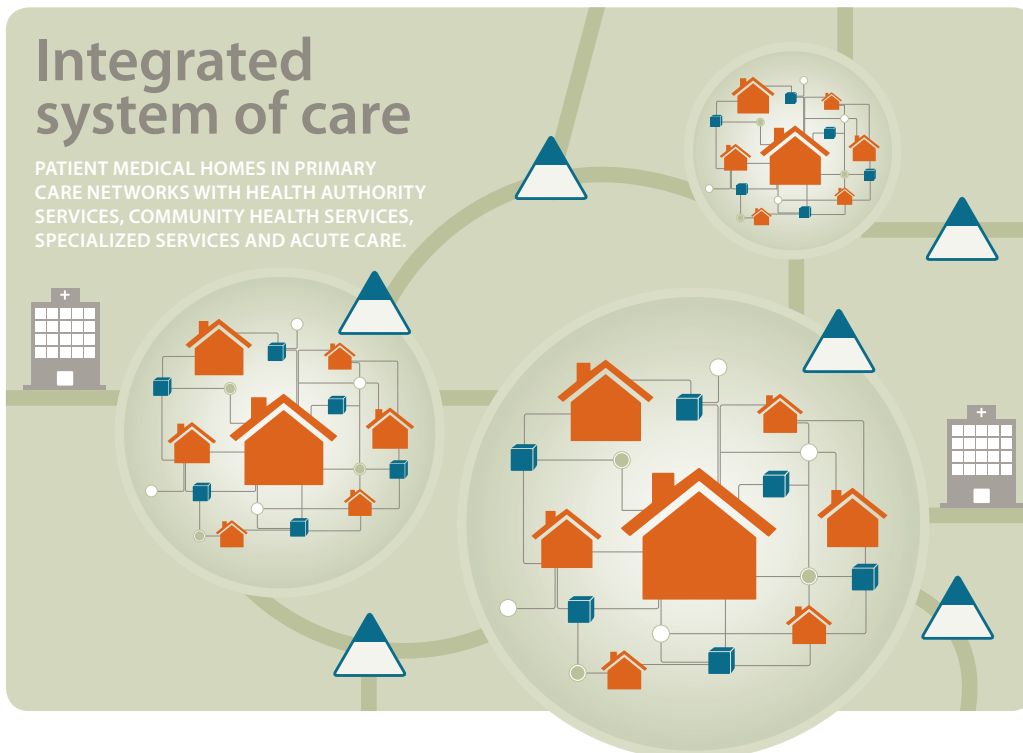 Integrated
system of care
PATIENT MEDICAL HOMES IN PRIMARY
CARE NETWORKS WITH HEALTH AUTHORITY
SERVICES, COMMUNITY HEALTH SERVICES,
SPECIALIZED SERVICES AND ACUTE CARE.